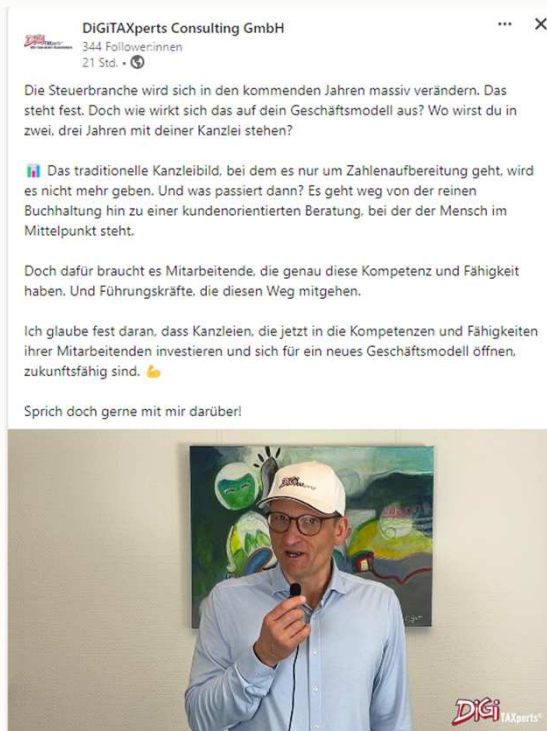 DiGiTAXperts Consulting GmbH
344 Follower:innen
21 Std. •
Die Steuerbranche wird sich in den kommenden Jahren massiv verändern. Das
steht fest. Doch wie wirkt sich das auf dein Geschäftsmodell aus? Wo wirst du in
zwei, drei Jahren mit deiner Kanzlei stehen?
📊 Das traditionelle Kanzleibild, bei dem es nur um Zahlenaufbereitung geht, wird
es nicht mehr geben. Und was passiert dann? Es geht weg von der reinen
Buchhaltung hin zu einer kundenorientierten Beratung, bei der der Mensch im
Mittelpunkt steht.
Doch dafür braucht es Mitarbeitende, die genau diese Kompetenz und Fähigkeit
haben. Und Führungskräfte, die diesen Weg mitgehen.
Ich glaube fest daran, dass Kanzleien, die jetzt in die Kompetenzen und Fähigkeiten
ihrer Mitarbeitenden investieren und sich für ein neues Geschäftsmodell öffnen,
zukunftsfähig sind. 💪
Sprich doch gerne mit mir darüber!
DiGiTAXperts®